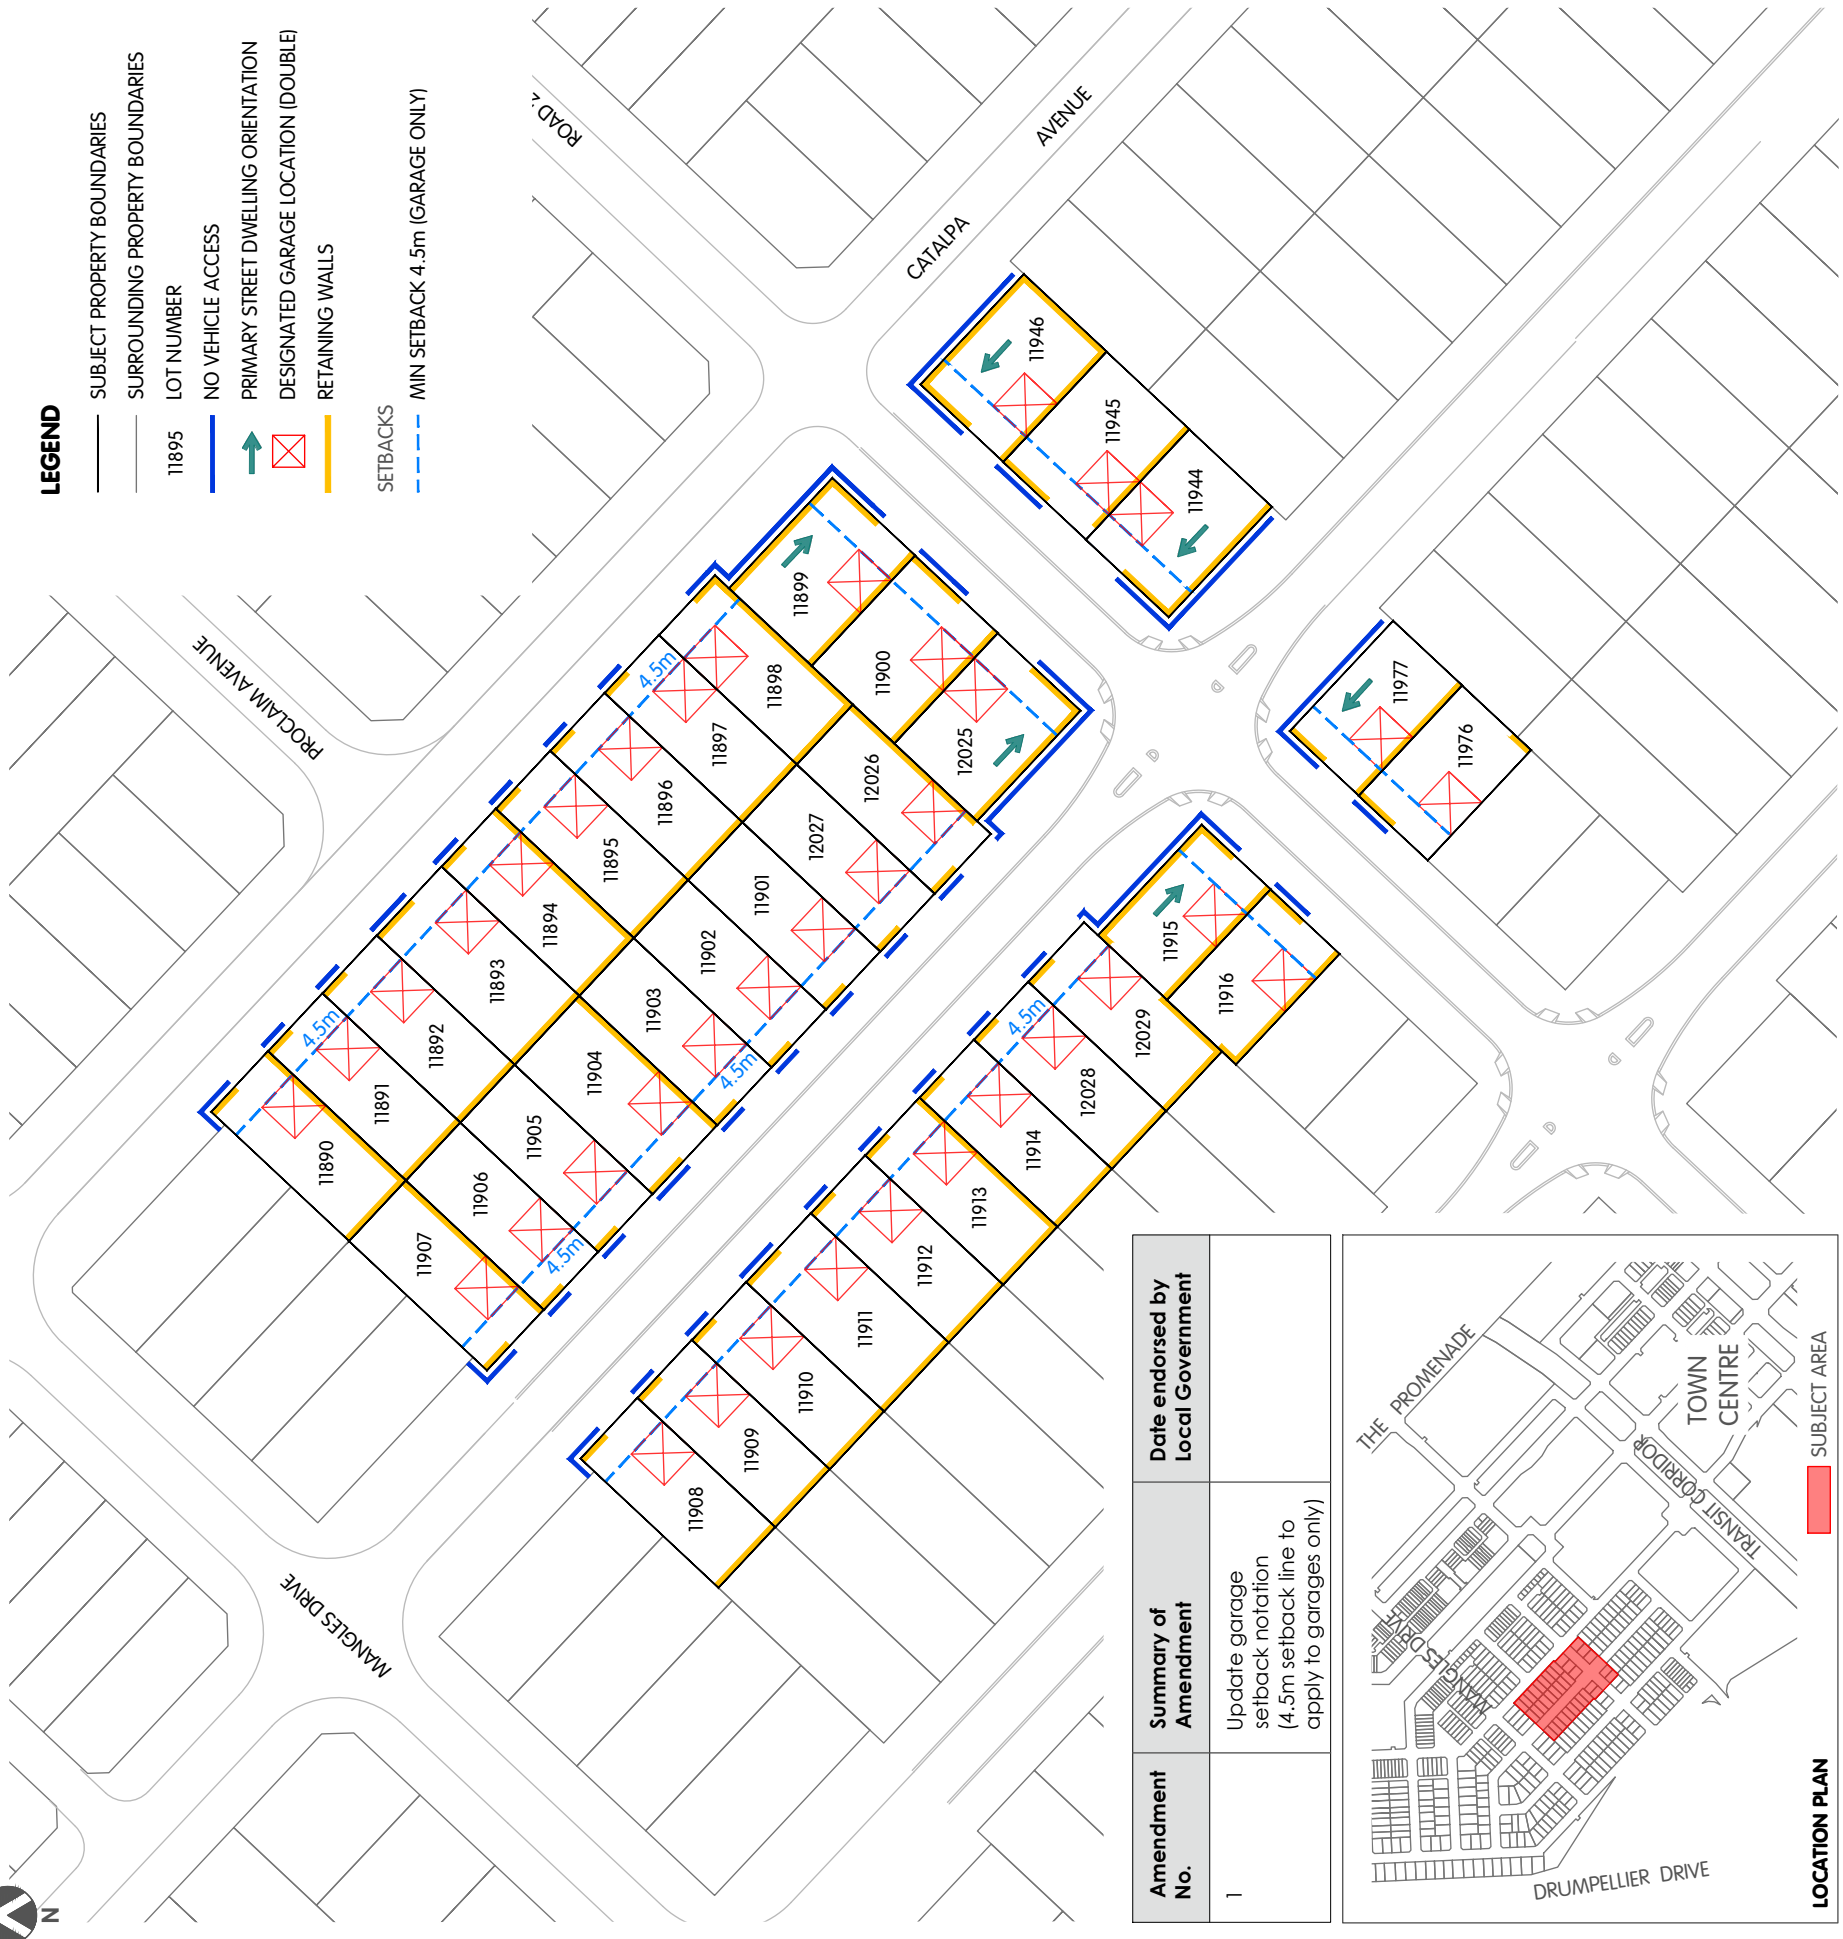 LEGEND
SUBJECT PROPERTY BOUNDARIES
SURROUNDING PROPERTY BOUNDARIES
11895 LOT NUMBER
NO VEHICLE ACCESS
PRIMARY STREET DWELLING ORIENTATION
DESIGNATED GARAGE LOCATION (DOUBLE)
RETAINING WALLS
SETBACKS
MIN SETBACK 4.5m (GARAGE ONLY)
N
ROAD
CATALPA
AVENUE
PROCLAIM AVENUE
MANGLES DRIVE
11946
11945
11944
11977
11976
11899
11900
12025
11898
11897
11896
11895
11894
11893
11892
11891
11890
12026
12027
11901
11902
11903
11904
11905
11906
11907
11915
11916
12029
12028
11914
11913
11912
11911
11910
11909
11908
4.5m
4.5m
4.5m
4.5m
4.5m
Amendment No.
Summary of Amendment
Date endorsed by Local Government
1
Update garage
setback notation
(4.5m setback line to
apply to garages only)
THE PROMENADE
MANGLES DRIVE
TOWN
CENTRE
TRANSIT CORRIDOR
DRUMPELLIER DRIVE
LOCATION PLAN
SUBJECT AREA